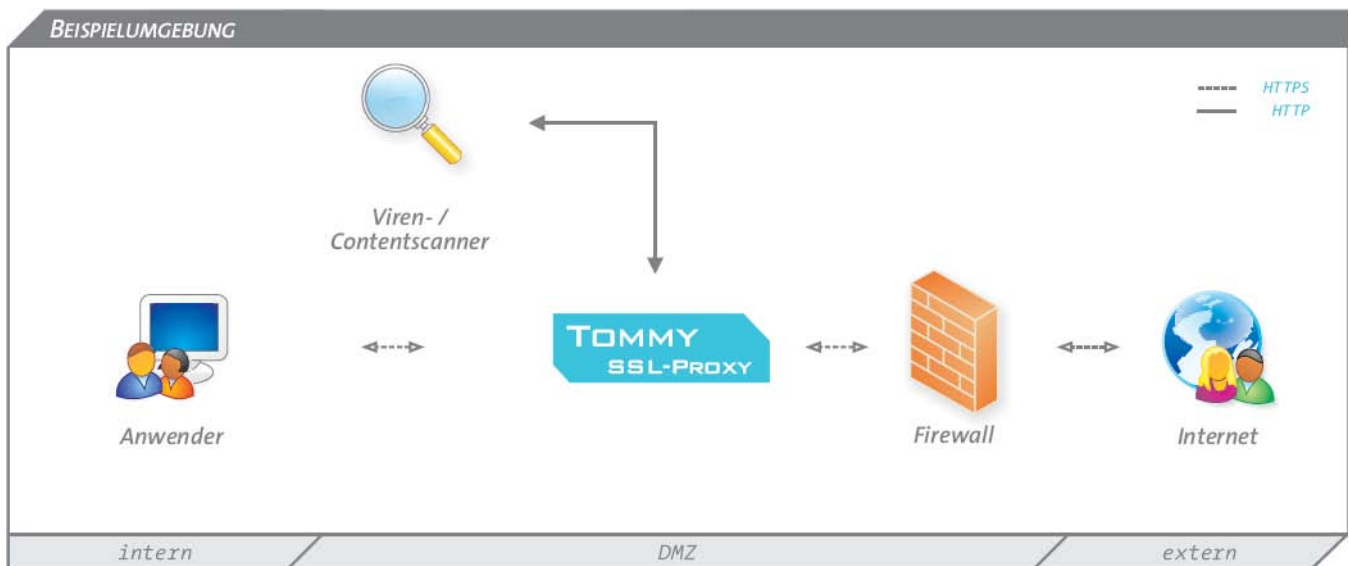 BEISPIELUMGEBUNG
HTTPS
HTTP
Viren- /
Contentscanner
TOMMY
SSL-PROXY
Anwender
Firewall
Internet
intern
DMZ
extern